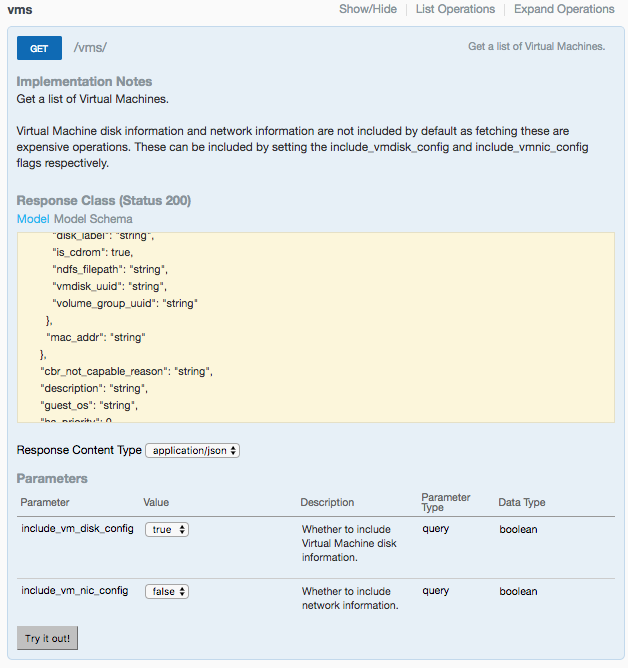 vms Show/Hide List Operations Expand Operations
GET /vms/ Get a list of Virtual Machines.
Implementation Notes
Get a list of Virtual Machines.
Virtual Machine disk information and network information are not included by default as fetching these are
expensive operations. These can be included by setting the include_vmdisk_config and include_vmnic_config
flags respectively.
Response Class (Status 200)
Model Model Schema
"disk_label": "string",
"is_cdrom": true,
"ndfs_filepath": "string",
"vmdisk_uuid": "string",
"volume_group_uuid": "string"
},
"mac_addr": "string"
},
"cbr_not_capable_reason": "string",
"description": "string",
"guest_os": "string",
"ha_priority": 0,
Response Content Type application/json
Parameters
Parameter Value Description Parameter Type Data Type
include_vm_disk_config true Whether to include query boolean
Virtual Machine disk
information.
include_vm_nic_config false Whether to include query boolean
network information.
Try it out!